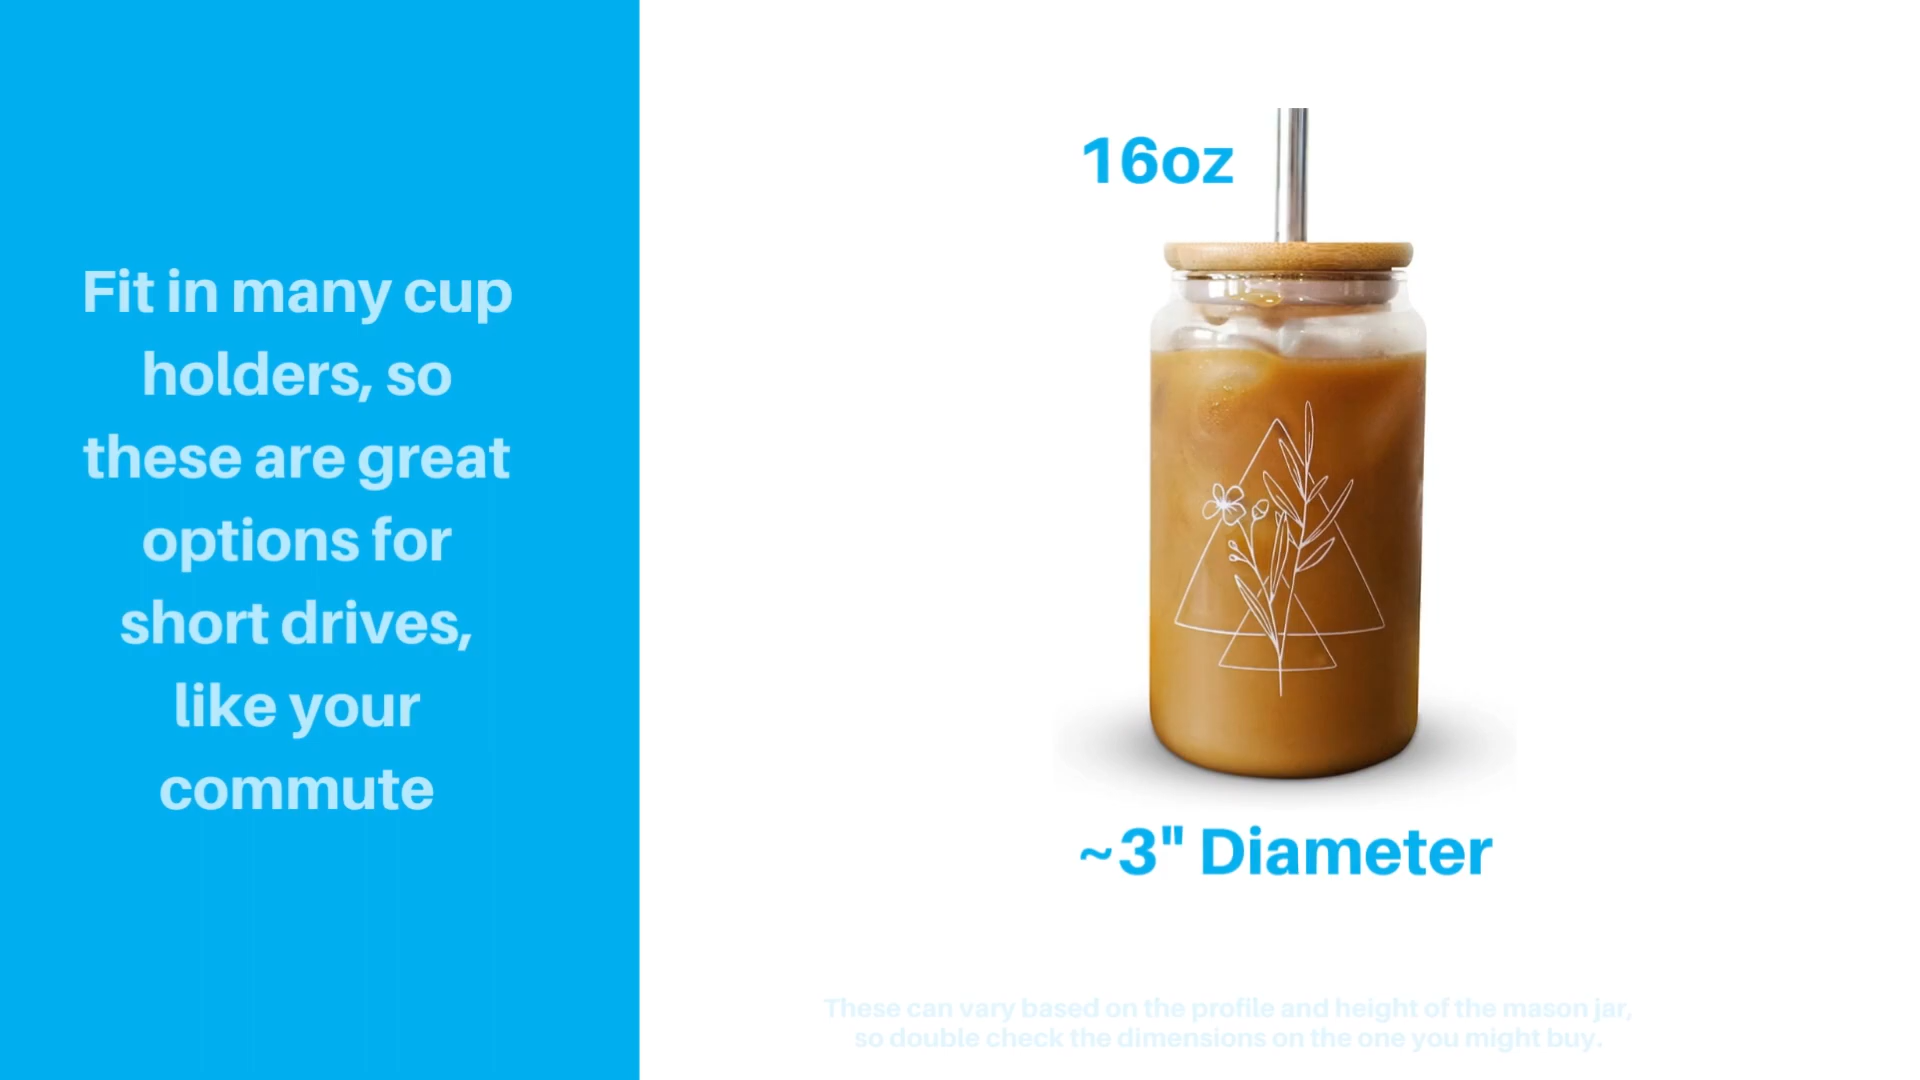 Fit in many cup
holders, so
these are great
options for
short drives,
like your
commute
16oz
~3" Diameter
These can vary based on the profile and height of the mason jar,
so double check the dimensions on the one you might buy.